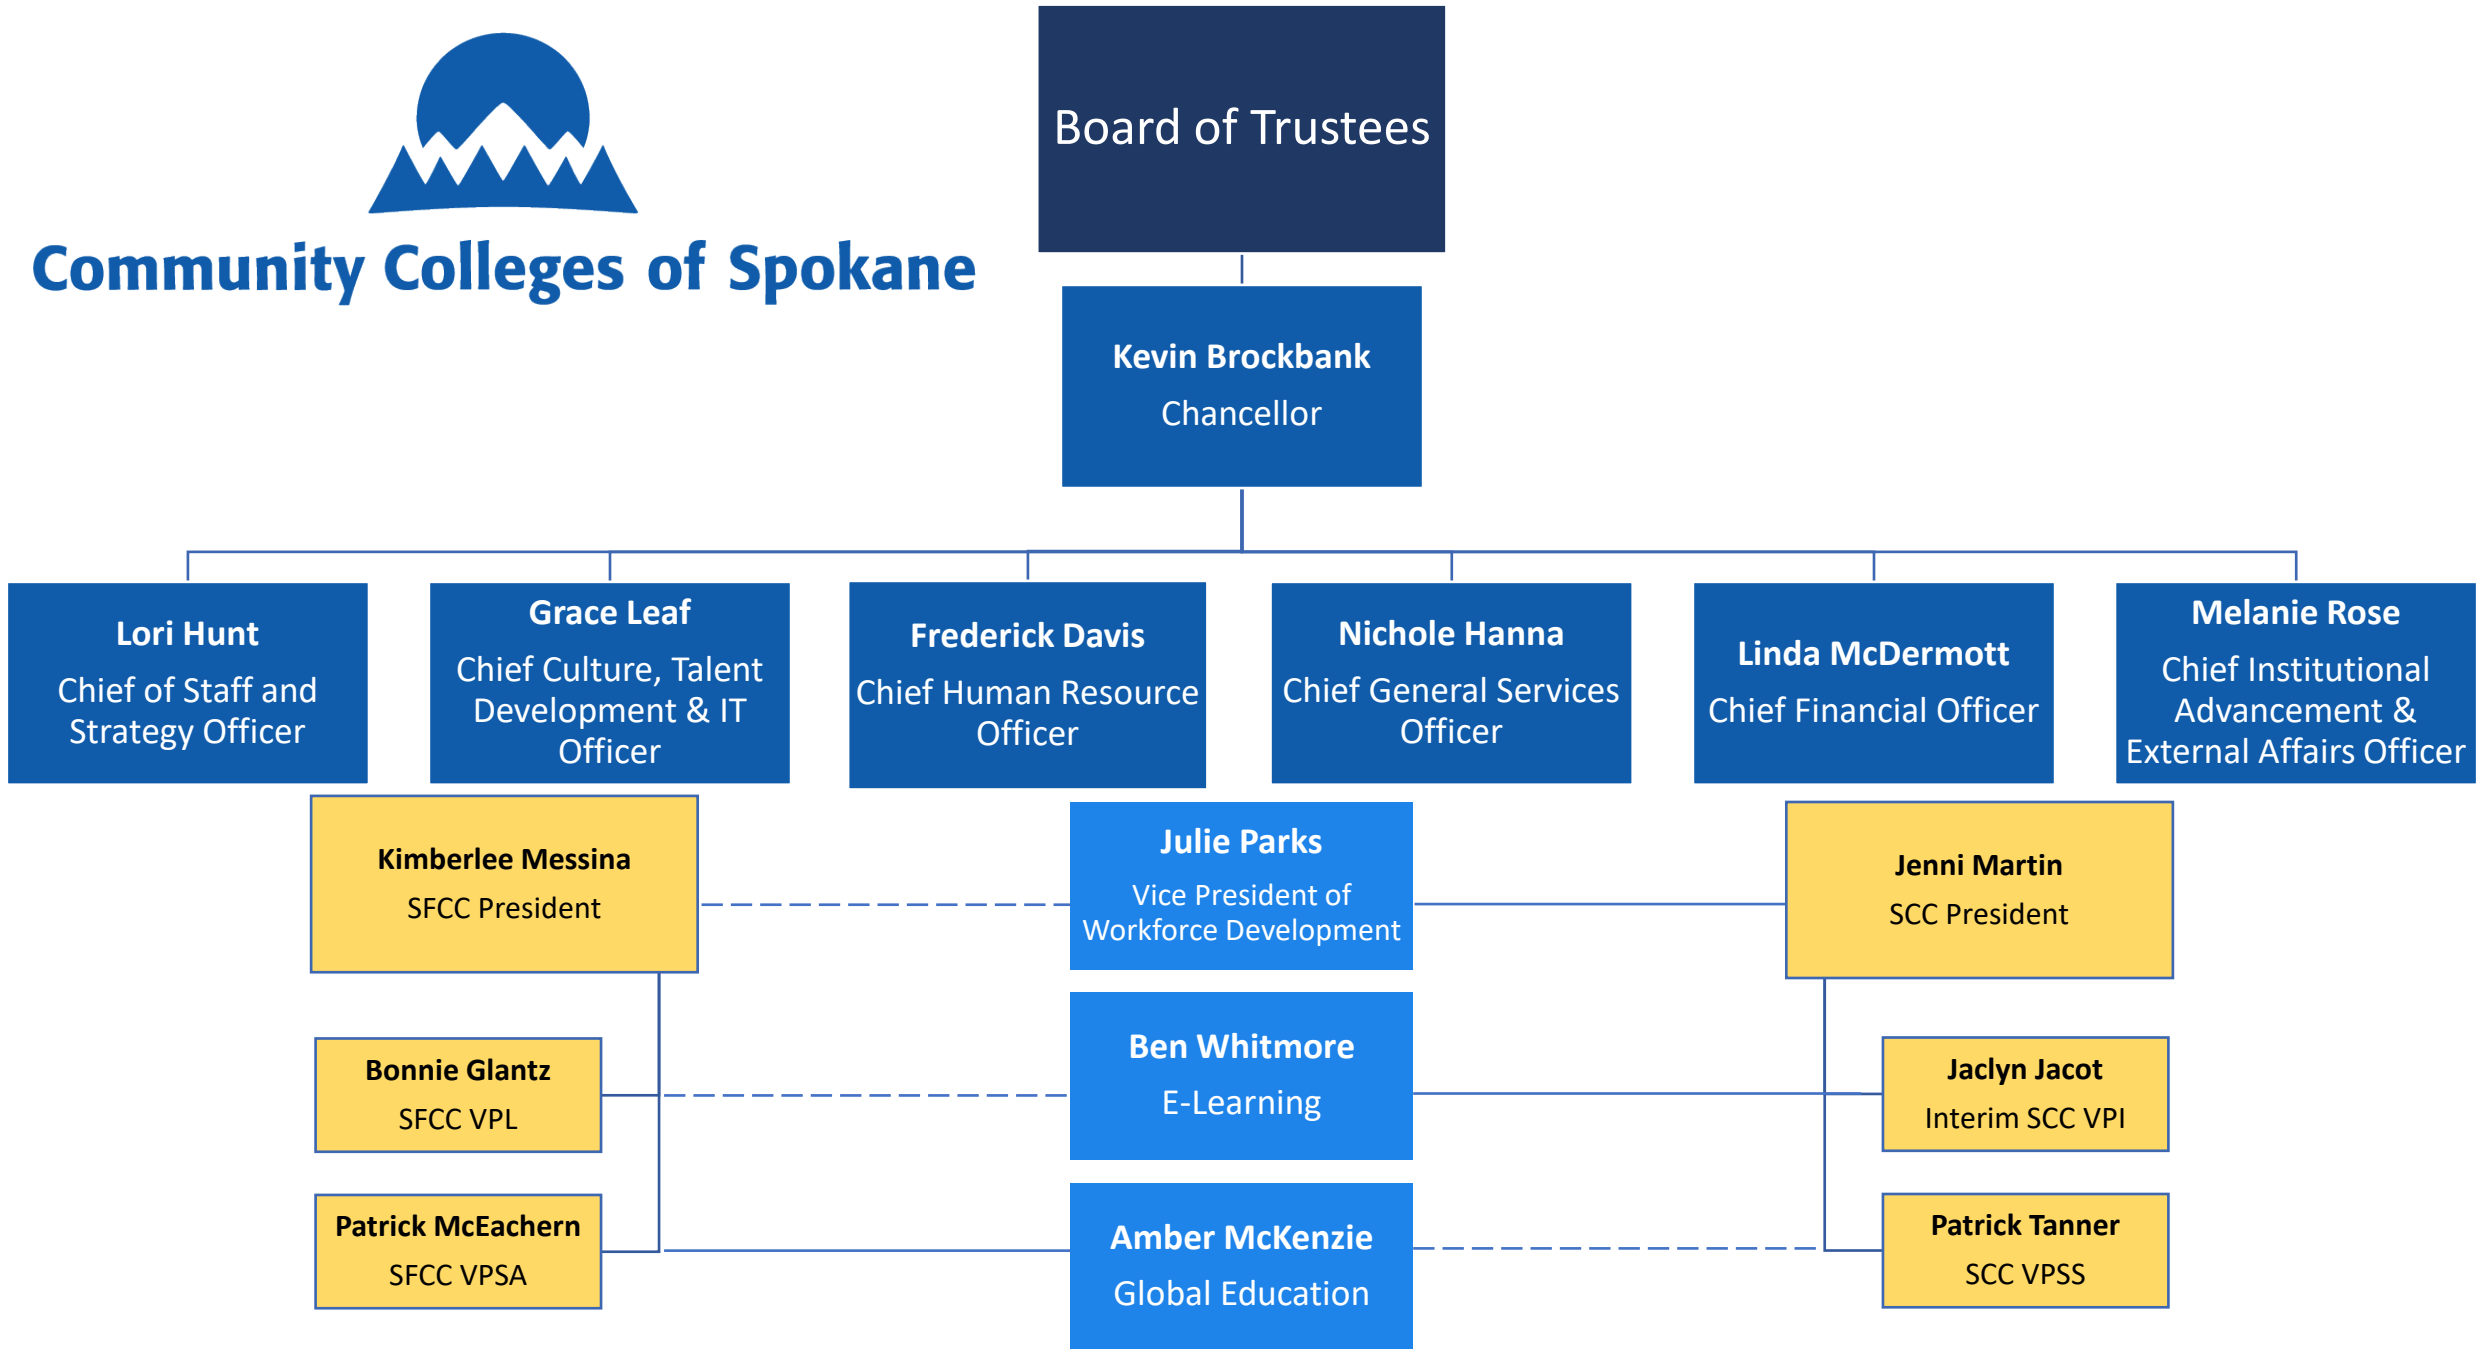 Community Colleges of Spokane
Board of Trustees
Kevin Brockbank
Chancellor
Lori Hunt
Chief of Staff and
Strategy Officer
Grace Leaf
Chief Culture, Talent
Development & IT
Officer
Frederick Davis
Chief Human Resource
Officer
Nichole Hanna
Chief General Services
Officer
Linda McDermott
Chief Financial Officer
Melanie Rose
Chief Institutional
Advancement &
External Affairs Officer
Kimberlee Messina
SFCC President
Julie Parks
Vice President of
Workforce Development
Jenni Martin
SCC President
Bonnie Glantz
SFCC VPL
Ben Whitmore
E-Learning
Jaclyn Jacot
Interim SCC VPI
Patrick McEachern
SFCC VPSA
Amber McKenzie
Global Education
Patrick Tanner
SCC VPSS